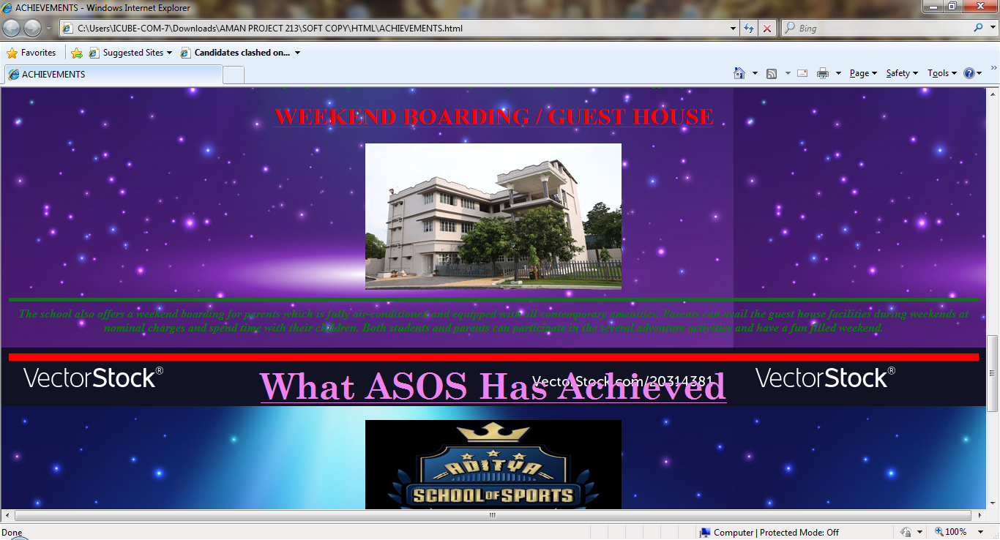 ACHIEVEMENTS - Windows Internet Explorer
C:\Users\ICUBE-COM-7\Downloads\AMAN PROJECT 213\SOFT COPY\HTML\ACHIEVEMENTS.html
Bing
Favorites
Suggested Sites
Candidates clashed on...
ACHIEVEMENTS
Page
Safety
Tools
WEEKEND BOARDING / GUEST HOUSE
The school also offers a weekend boarding for parents which is fully air-conditioned and equipped with all contemporary amenities. Parents can avail the guest house facilities during weekends at
nominal charges and spend time with their children. Both students and parents can participate in the several adventure activities and have a fun filled weekend.
VectorStock®
VectorStock.com/20314381
VectorStock®
What ASOS Has Achieved
ADITYA
SCHOOL OF SPORTS
Done
Computer | Protected Mode: Off
100%